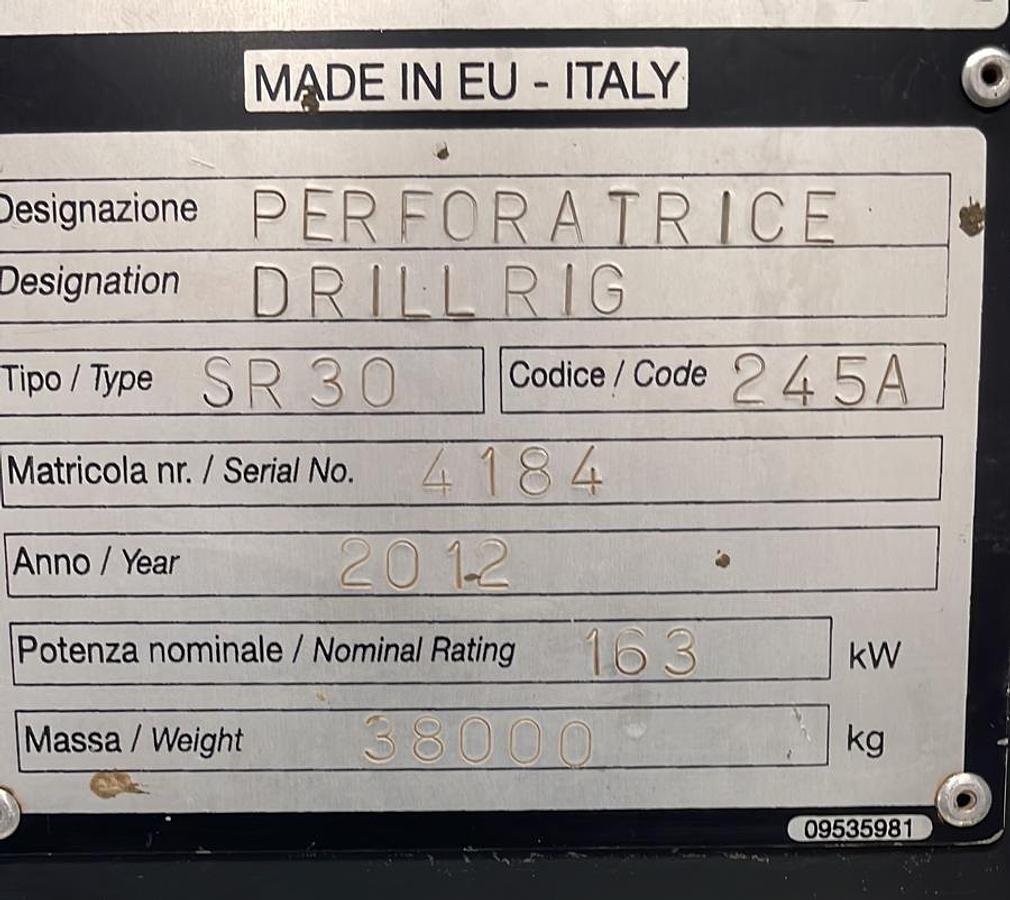 MADE IN EU - ITALY
Designazione PERFORATRICE
Designation DRILL RIG
Tipo / Type SR 30 Codice / Code 245A
Matricola nr. / Serial No. 4184
Anno / Year 2012
Potenza nominale / Nominal Rating 163 kW
Massa / Weight 38000 kg
09535981